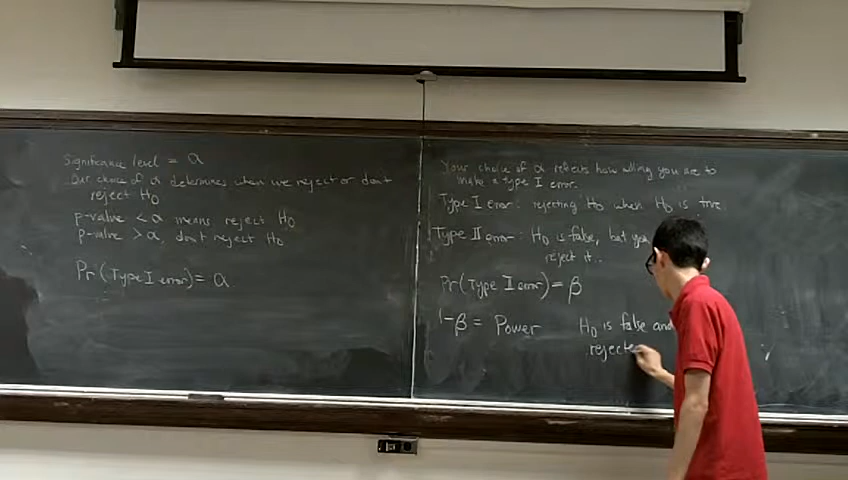 Significance level = α
Our choice of α determines when we reject or don't
reject H0
p-value < α means reject H0
p-value > α, don't reject H0
Pr(Type I error) = α
Your choice of α reflects how willing you are to
make a type I error.
Type I error: rejecting H0 when H0 is true.
Type II error: H0 is false, but you
reject it..
Pr(Type II error) = β
1-β = Power
H0 is false and
rejecte